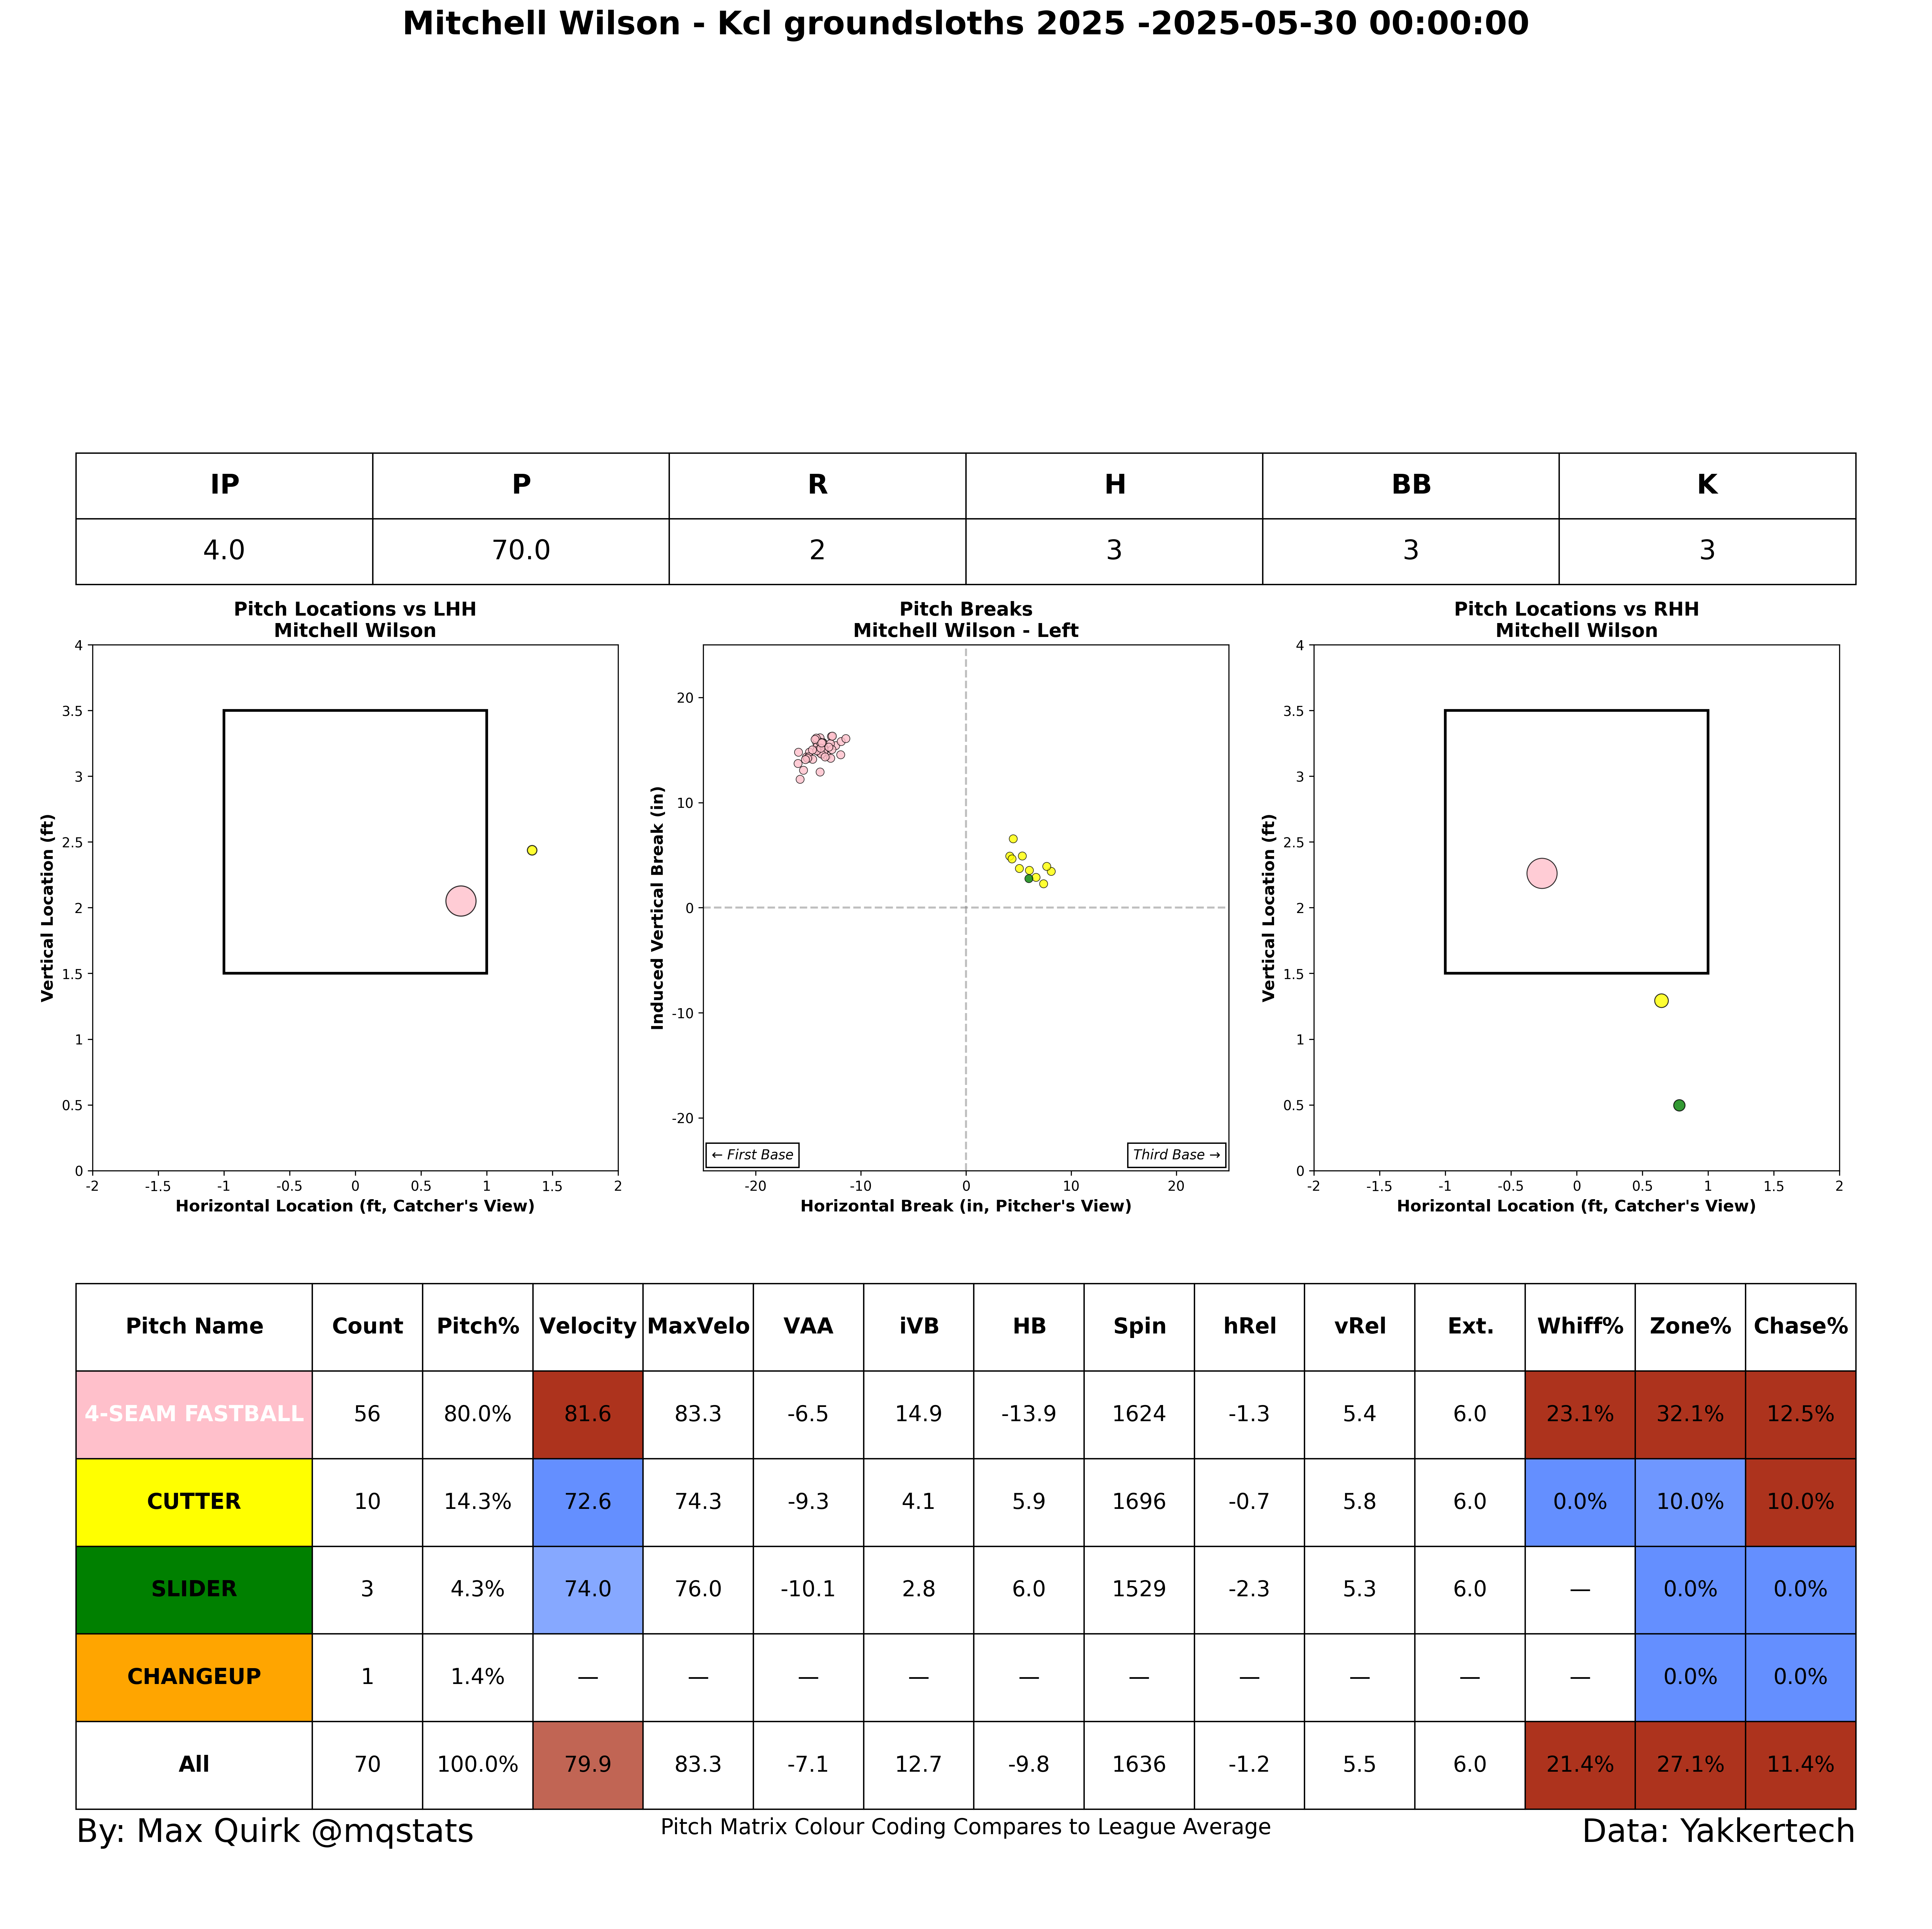 Mitchell Wilson - Kcl groundsloths 2025 -2025-05-30 00:00:00
IP P R H BB K
4.0 70.0 2 3 3 3
Pitch Locations vs LHH
Mitchell Wilson
4
3.5
3
2.5
2
1.5
1
0.5
0
-2 -1.5 -1 -0.5 0 0.5 1 1.5 2
Vertical Location (ft)
Horizontal Location (ft, Catcher's View)
Pitch Breaks
Mitchell Wilson - Left
20
10
0
-10
-20
-20 -10 0 10 20
← First Base
Third Base →
Induced Vertical Break (in)
Horizontal Break (in, Pitcher's View)
Pitch Locations vs RHH
Mitchell Wilson
4
3.5
3
2.5
2
1.5
1
0.5
0
-2 -1.5 -1 -0.5 0 0.5 1 1.5 2
Vertical Location (ft)
Horizontal Location (ft, Catcher's View)
Pitch Name Count Pitch% Velocity MaxVelo VAA iVB HB Spin hRel vRel Ext. Whiff% Zone% Chase%
4-SEAM FASTBALL 56 80.0% 81.6 83.3 -6.5 14.9 -13.9 1624 -1.3 5.4 6.0 23.1% 32.1% 12.5%
CUTTER 10 14.3% 72.6 74.3 -9.3 4.1 5.9 1696 -0.7 5.8 6.0 0.0% 10.0% 10.0%
SLIDER 3 4.3% 74.0 76.0 -10.1 2.8 6.0 1529 -2.3 5.3 6.0 — 0.0% 0.0%
CHANGEUP 1 1.4% — — — — — — — — — — 0.0% 0.0%
All 70 100.0% 79.9 83.3 -7.1 12.7 -9.8 1636 -1.2 5.5 6.0 21.4% 27.1% 11.4%
By: Max Quirk @mqstats
Pitch Matrix Colour Coding Compares to League Average
Data: Yakkertech